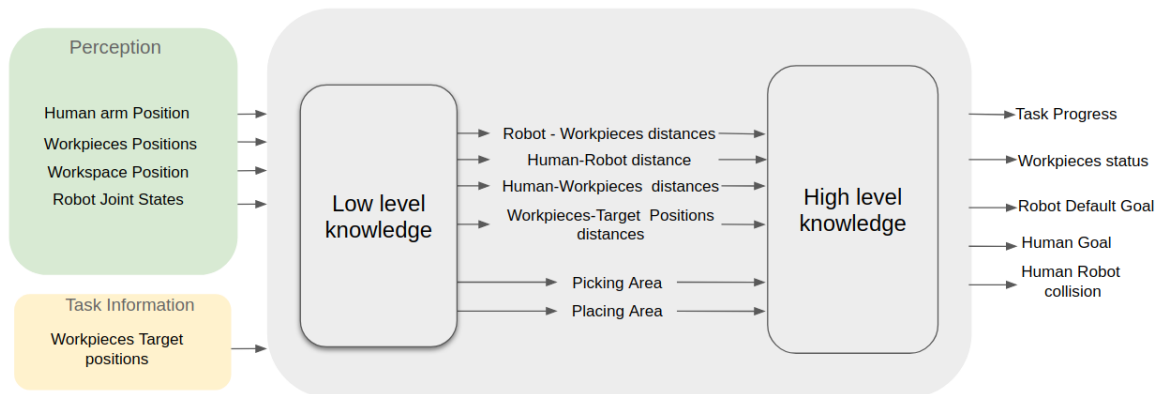 Perception
Human arm Position
Workpieces Positions
Workspace Position
Robot Joint States
Task Information
Workpieces Target
positions
Low level
knowledge
Robot - Workpieces distances
Human-Robot distance
Human-Workpieces distances
Workpieces-Target Positions
distances
Picking Area
Placing Area
High level
knowledge
Task Progress
Workpieces status
Robot Default Goal
Human Goal
Human Robot
collision